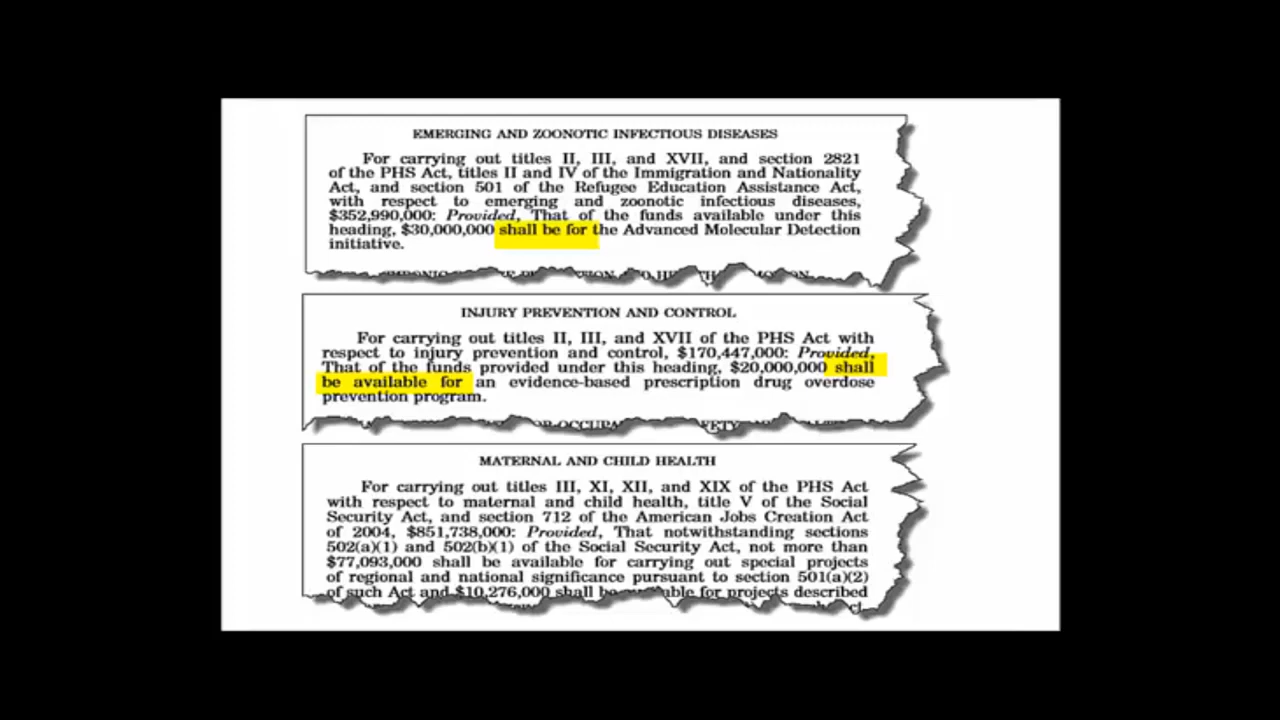 EMERGING AND ZOONOTIC INFECTIOUS DISEASES
For carrying out titles II, III, and XVII, and section 2821
of the PHS Act, titles II and IV of the Immigration and Nationality
Act, and section 501 of the Refugee Education Assistance Act,
with respect to emerging and zoonotic infectious diseases,
$352,990,000: Provided, That of the funds available under this
heading, $30,000,000 shall be for the Advanced Molecular Detection
initiative.
INJURY PREVENTION AND CONTROL
For carrying out titles II, III, and XVII of the PHS Act with
respect to injury prevention and control, $170,447,000: Provided,
That of the funds provided under this heading, $20,000,000 shall
be available for an evidence-based prescription drug overdose
prevention program.
MATERNAL AND CHILD HEALTH
For carrying out titles III, XI, XII, and XIX of the PHS Act
with respect to maternal and child health, title V of the Social
Security Act, and section 712 of the American Jobs Creation Act
of 2004, $851,738,000: Provided, That notwithstanding sections
502(a)(1) and 502(b)(1) of the Social Security Act, not more than
$77,093,000 shall be available for carrying out special projects
of regional and national significance pursuant to section 501(a)(2)
of such Act and $10,276,000 shall be for projects described